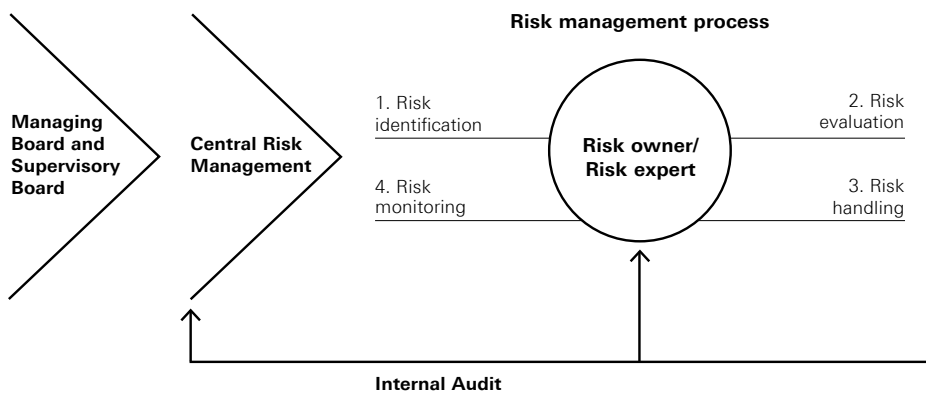 Risk management process
Managing
Board and
Supervisory
Board
Central Risk
Management
1. Risk
identification
Risk owner/
Risk expert
2. Risk
evaluation
4. Risk
monitoring
3. Risk
handling
Internal Audit